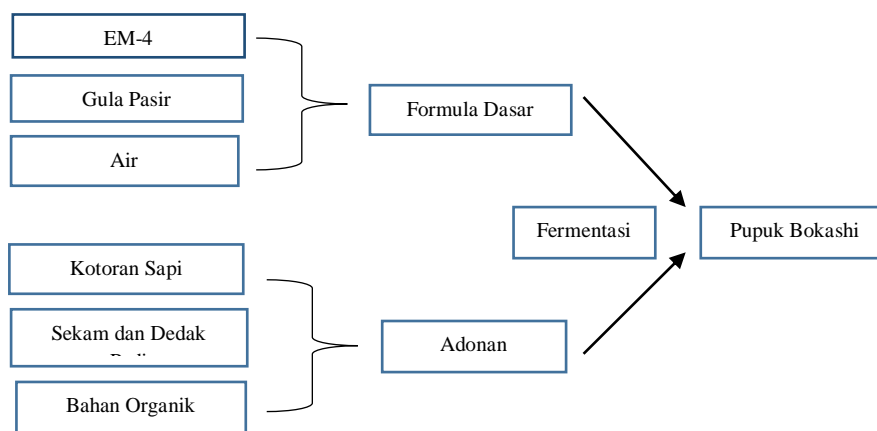 EM-4
Gula Pasir
Air
Formula Dasar
Fermentasi
Pupuk Bokashi
Kotoran Sapi
Sekam dan Dedak
Adonan
Bahan Organik